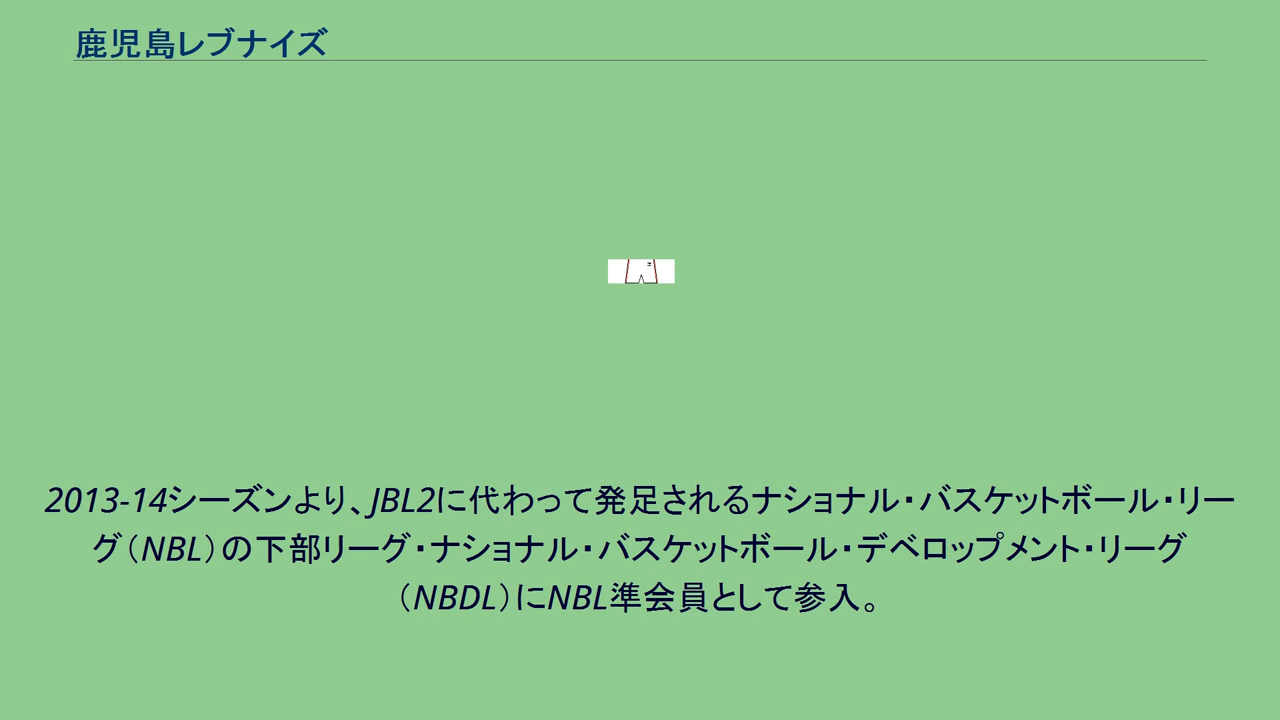 鹿児島レブナイズ
2013-14シーズンより、JBL2に代わって発足されるナショナル・バスケットボール・リー
グ（NBL）の下部リーグ・ナショナル・バスケットボール・デベロップメント・リーグ
（NBDL）にNBL準会員として参入。